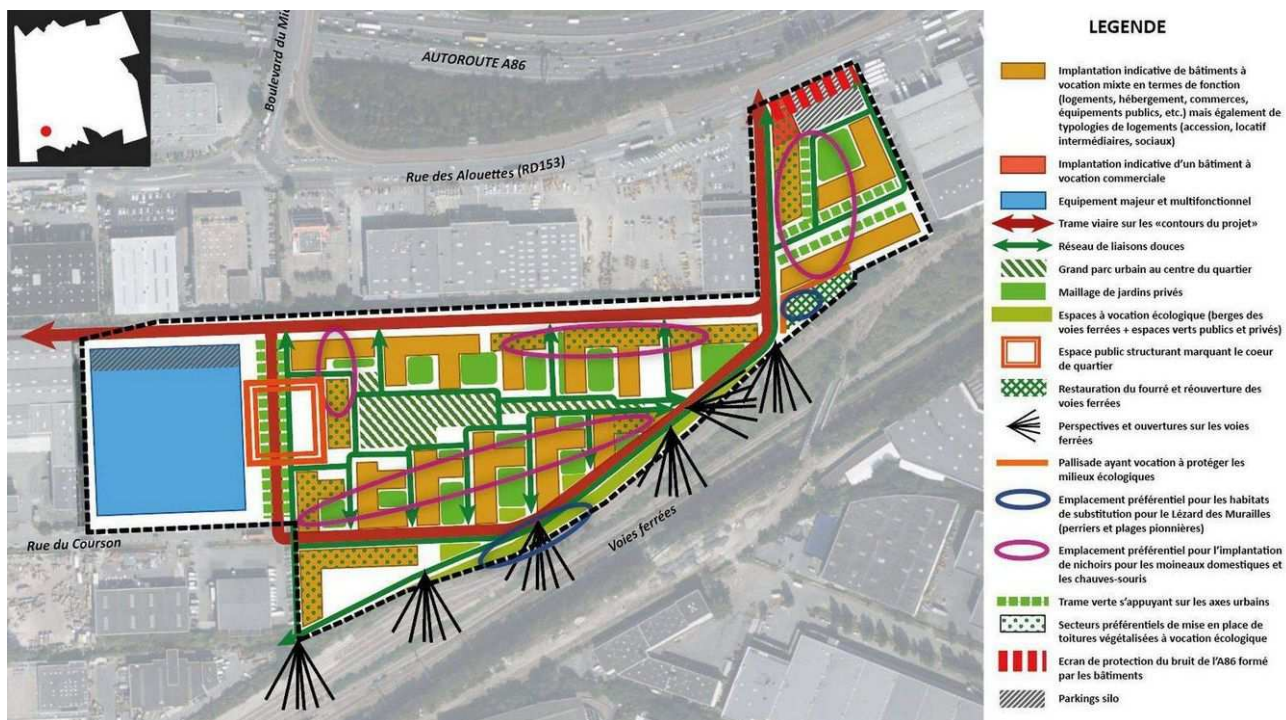 AUTOROUTE A86
Boulevard du Mi
Rue des Alouettes (RD153)
Rue du Courson
Voies ferrées
LEGENDE
Implantation indicative de bâtiments à
vocation mixte en termes de fonction
(logements, hébergement, commerces,
équipements publics, etc.) mais également de
typologies de logements (accession, locatif
intermédiaires, sociaux)
Implantation indicative d'un bâtiment à
vocation commerciale
Equipement majeur et multifonctionnel
Trame viaire sur les «contours du projet»
Réseau de liaisons douces
Grand parc urbain au centre du quartier
Maillage de jardins privés
Espaces à vocation écologique (berges des
voies ferrées + espaces verts publics et privés)
Espace public structurant marquant le coeur
de quartier
Restauration du fourré et réouverture des
voies ferrées
Perspectives et ouvertures sur les voies
ferrées
Pallisade ayant vocation à protéger les
milieux écologiques
Emplacement préférentiel pour les habitats
de substitution pour le Lézard des Murailles
(perriers et plages pionnières)
Emplacement préférentiel pour l'implantation
de nichoirs pour les moineaux domestiques et
les chauves-souris
Trame verte s'appuyant sur les axes urbains
Secteurs préférentiels de mise en place de
toitures végétalisées à vocation écologique
Ecran de protection du bruit de l'A86 formé
par les bâtiments
Parkings silo